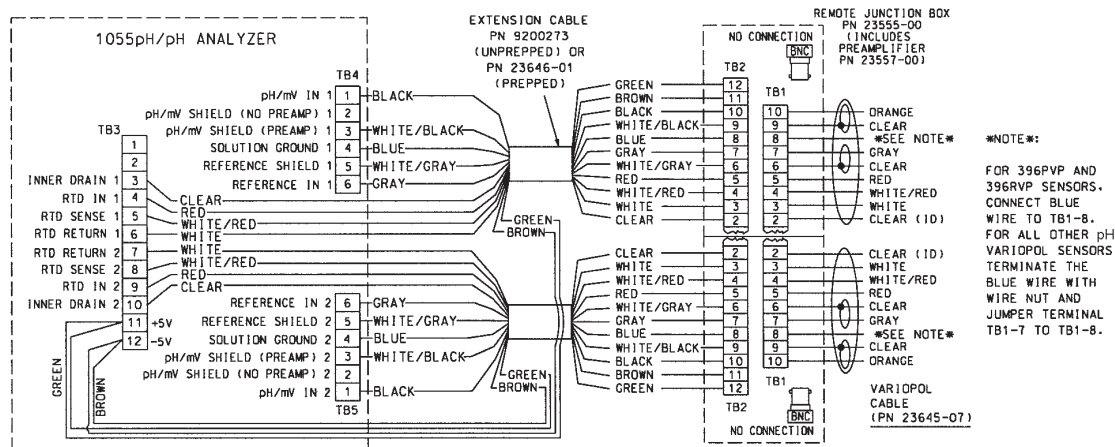 1055pH/pH ANALYZER
EXTENSION CABLE
PN 9200273
(UNPREPPED) OR
PN 23646-01
(PREPPED)
REMOTE JUNCTION BOX
PN 23555-00
(INCLUDES
PREAMPLIFIER
PN 23557-00)
NO CONNECTION
BNC
TB4
pH/mV IN 1 1 BLACK
pH/mV SHIELD (NO PREAMP) 1 2
pH/mV SHIELD (PREAMP) 1 3 WHITE/BLACK
SOLUTION GROUND 1 4 BLUE
REFERENCE SHIELD 1 5 WHITE/GRAY
REFERENCE IN 1 6 GRAY
TB3
1
2
INNER DRAIN 1 3 CLEAR
RTD IN 1 4 RED
RTD SENSE 1 5 WHITE/RED
RTD RETURN 1 6 WHITE
RTD RETURN 2 7 WHITE
RTD SENSE 2 8 WHITE/RED
RTD IN 2 9 RED
INNER DRAIN 2 10 CLEAR
11 +5V
12 -5V
GREEN
BROWN
GREEN
BROWN
REFERENCE IN 2 6 GRAY
REFERENCE SHIELD 2 5 WHITE/GRAY
SOLUTION GROUND 2 4 BLUE
pH/mV SHIELD (PREAMP) 2 3 WHITE/BLACK
pH/mV SHIELD (NO PREAMP) 2 2
pH/mV IN 2 1 BLACK
TB5
GREEN
BROWN
TB2
GREEN 12
BROWN 11
BLACK 10
WHITE/BLACK 9
BLUE 8
GRAY 7
WHITE/GRAY 6
RED 5
WHITE/RED 4
WHITE 3
CLEAR 2
TB1
10 ORANGE
9 CLEAR
8 *SEE NOTE*
7 GRAY
6 CLEAR
5 RED
4 WHITE/RED
3 WHITE
2 CLEAR (ID)
CLEAR 2
WHITE 3
WHITE/RED 4
RED 5
WHITE/GRAY 6
GRAY 7
BLUE 8
WHITE/BLACK 9
BLACK 10
BROWN 11
GREEN 12
TB2
2 CLEAR (ID)
3 WHITE
4 WHITE/RED
5 RED
6 CLEAR
7 GRAY
8 *SEE NOTE*
9 CLEAR
10 ORANGE
TB1
BNC
NO CONNECTION
VARIOPOL
CABLE
(PN 23645-07)
*NOTE*:
FOR 396PVP AND
396RVP SENSORS,
CONNECT BLUE
WIRE TO TB1-8.
FOR ALL OTHER pH
VARIOPOL SENSORS
TERMINATE THE
BLUE WIRE WITH
WIRE NUT AND
JUMPER TERMINAL
TB1-7 TO TB1-8.